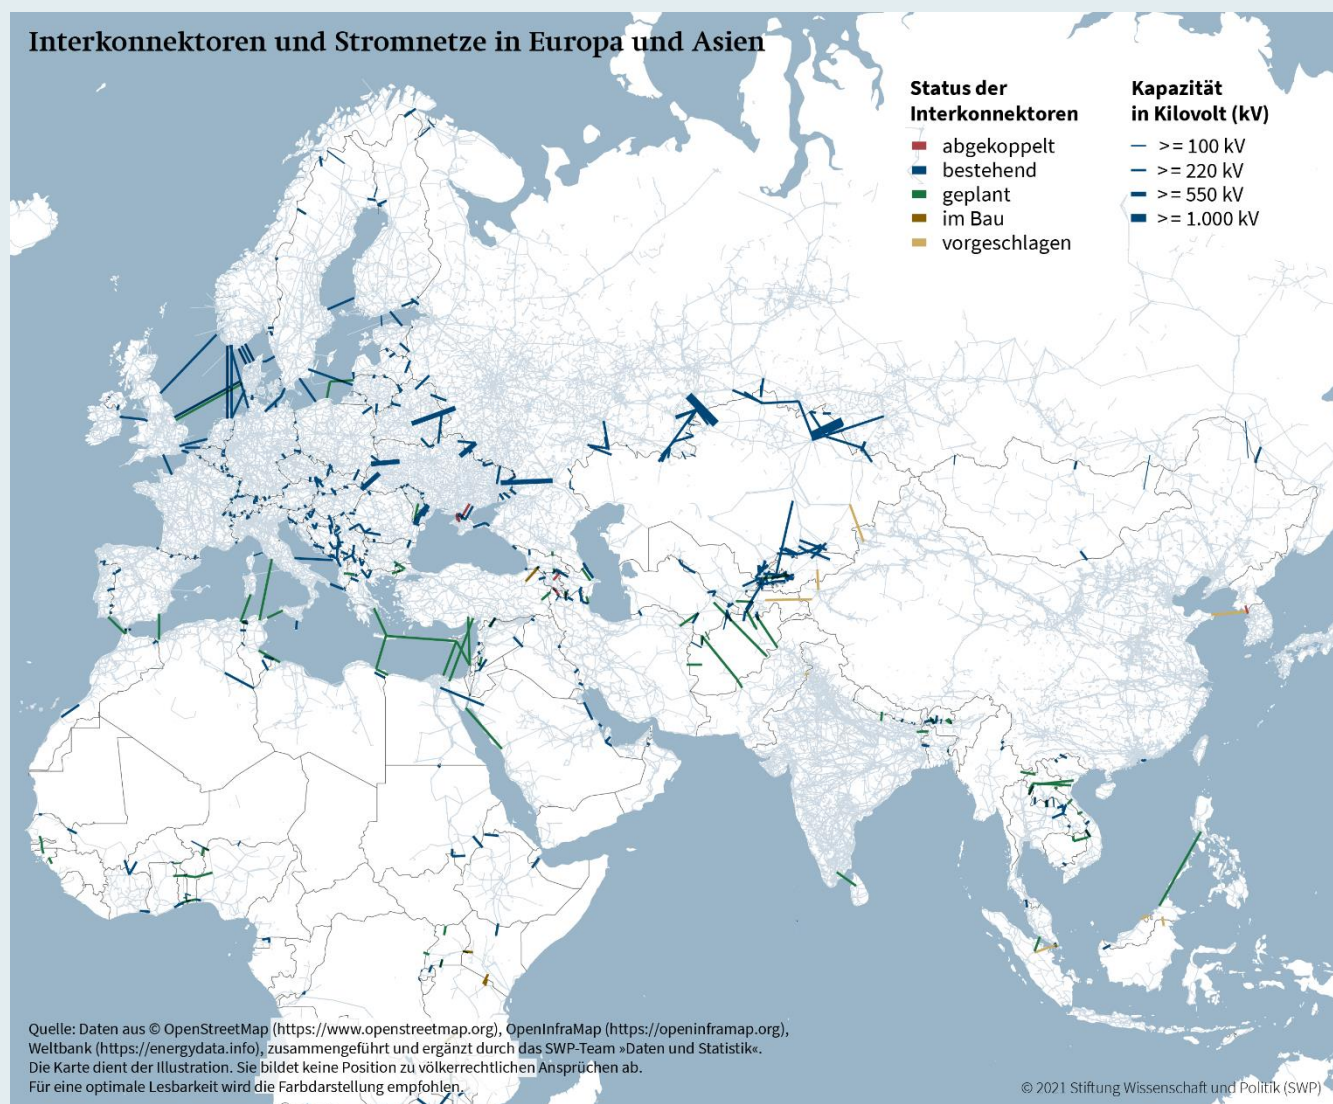 Interkonnektoren und Stromnetze in Europa und Asien
Status der
Interkonnektoren
abgekoppelt
bestehend
geplant
im Bau
vorgeschlagen
Kapazität
in Kilovolt (kV)
>= 100 kV
>= 220 kV
>= 550 kV
>= 1.000 kV
Quelle: Daten aus © OpenStreetMap (https://www.openstreetmap.org), OpenInfraMap (https://openinframap.org),
Weltbank (https://energydata.info), zusammengeführt und ergänzt durch das SWP-Team »Daten und Statistik«.
Die Karte dient der Illustration. Sie bildet keine Position zu völkerrechtlichen Ansprüchen ab.
Für eine optimale Lesbarkeit wird die Farbdarstellung empfohlen.
© 2021 Stiftung Wissenschaft und Politik (SWP)